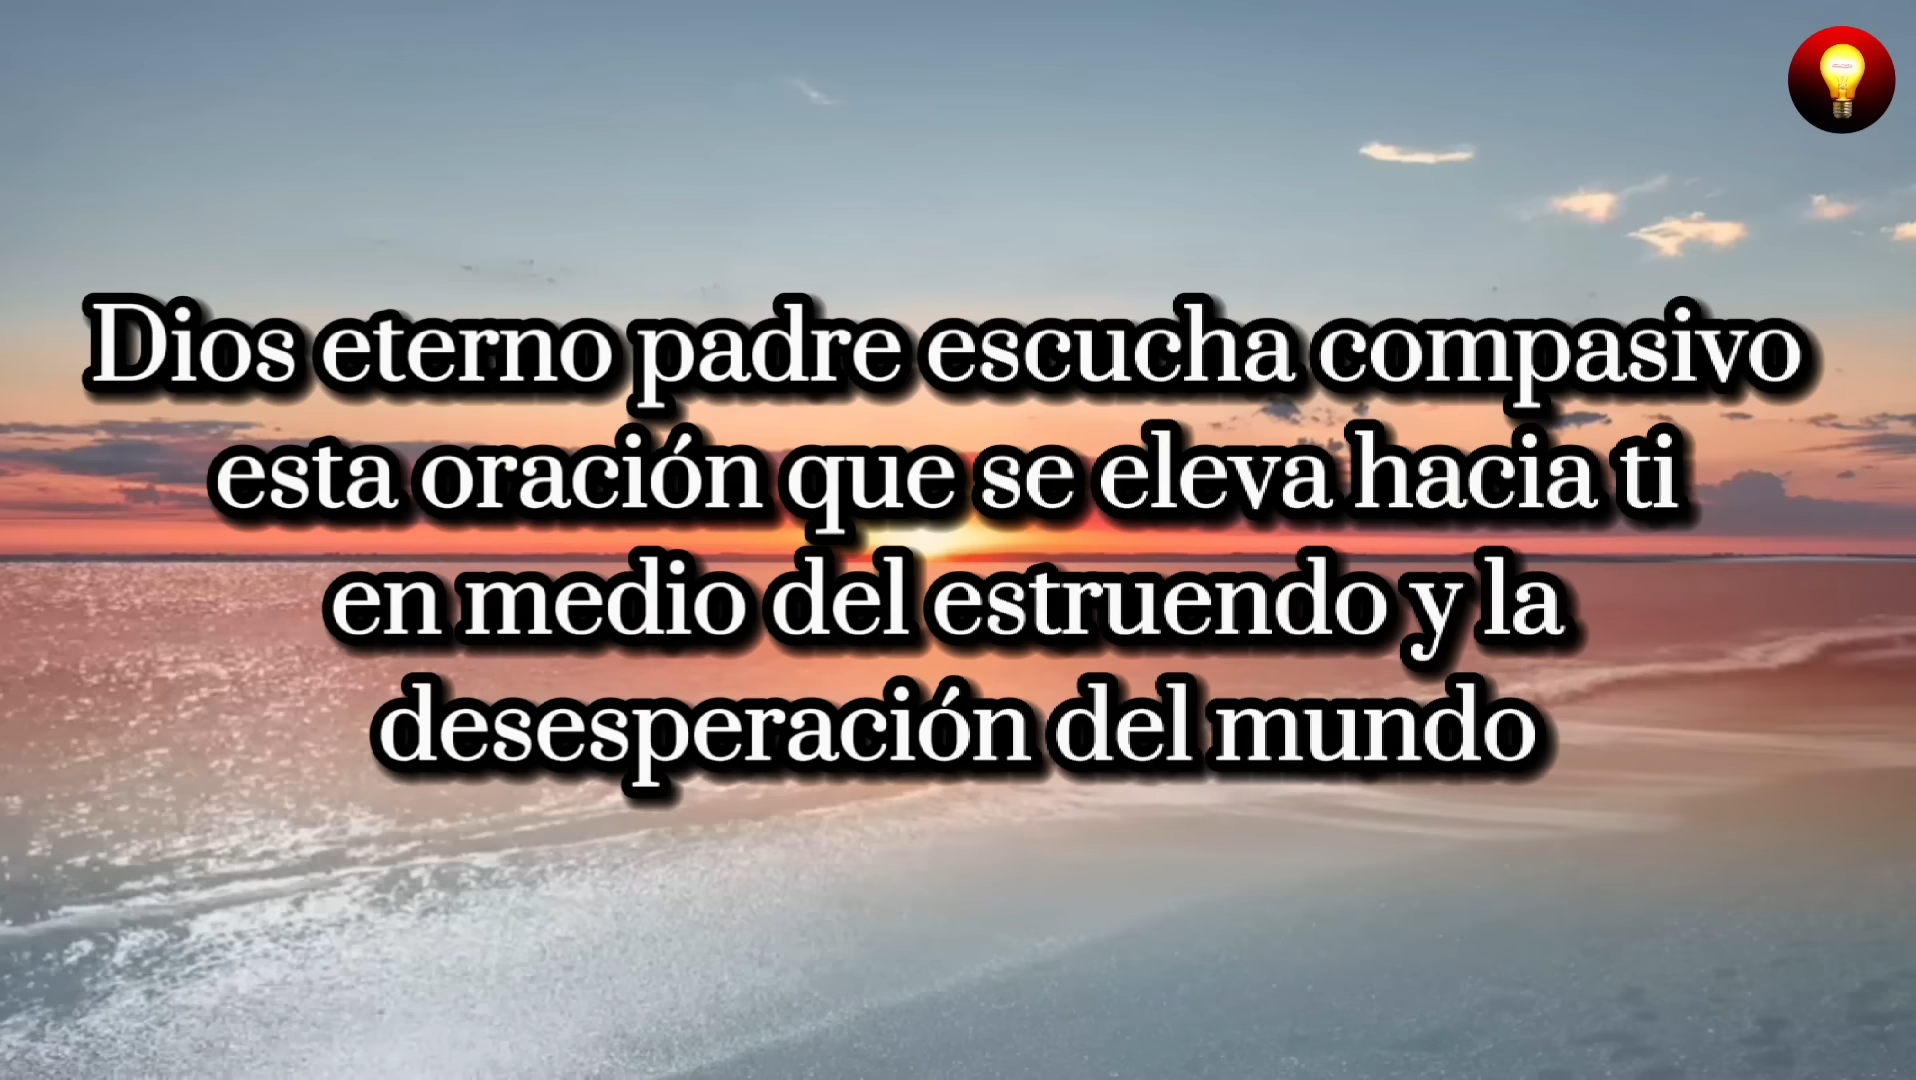 Dios eterno padre escucha compasivo
esta oración que se eleva hacia ti
en medio del estruendo y la
desesperación del mundo